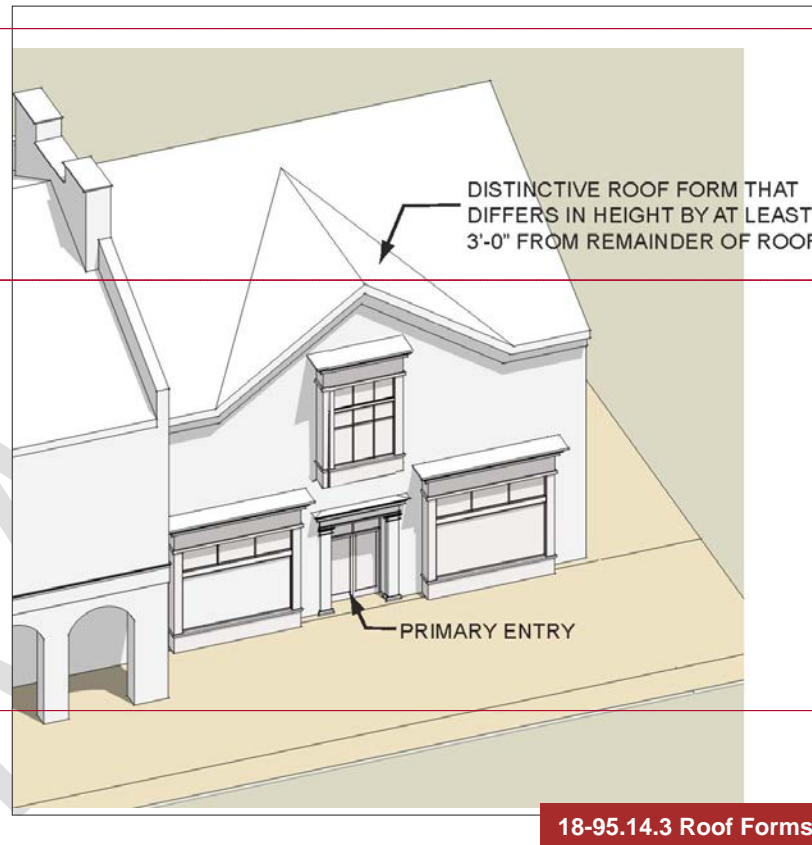 DISTINCTIVE ROOF FORM THAT
DIFFERS IN HEIGHT BY AT LEAST
3'-0" FROM REMAINDER OF ROOF
PRIMARY ENTRY
18-95.14.3 Roof Forms